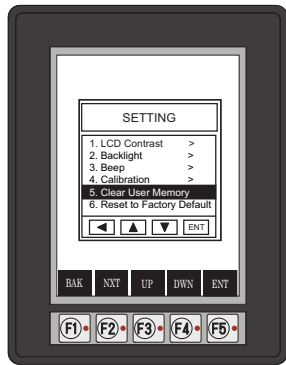 SETTING
1. LCD Contrast >
2. Backlight >
3. Beep >
4. Calibration >
5. Clear User Memory
6. Reset to Factory Default
ENT
BAK NXT UP DWN ENT
F1 F2 F3 F4 F5